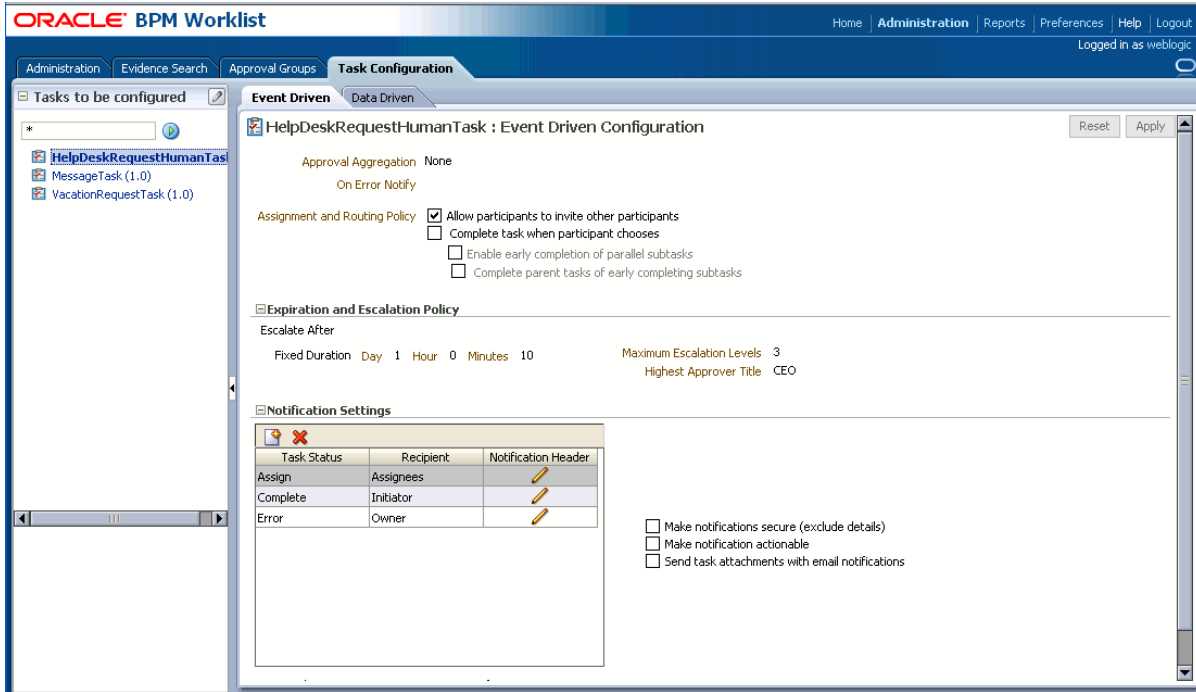 ORACLE BPM Worklist
Home Administration Reports Preferences Help Logout
Logged in as weblogic
Administration Evidence Search Approval Groups Task Configuration
Tasks to be configured
*
HelpDeskRequestHumanTas
MessageTask (1.0)
VacationRequestTask (1.0)
Event Driven Data Driven
HelpDeskRequestHumanTask : Event Driven Configuration
Reset Apply
Approval Aggregation None
On Error Notify
Assignment and Routing Policy Allow participants to invite other participants
Complete task when participant chooses
Enable early completion of parallel subtasks
Complete parent tasks of early completing subtasks
Expiration and Escalation Policy
Escalate After
Fixed Duration Day 1 Hour 0 Minutes 10
Maximum Escalation Levels 3
Highest Approver Title CEO
Notification Settings
Task Status Recipient Notification Header
Assign Assignees
Complete Initiator
Error Owner
Make notifications secure (exclude details)
Make notification actionable
Send task attachments with email notifications